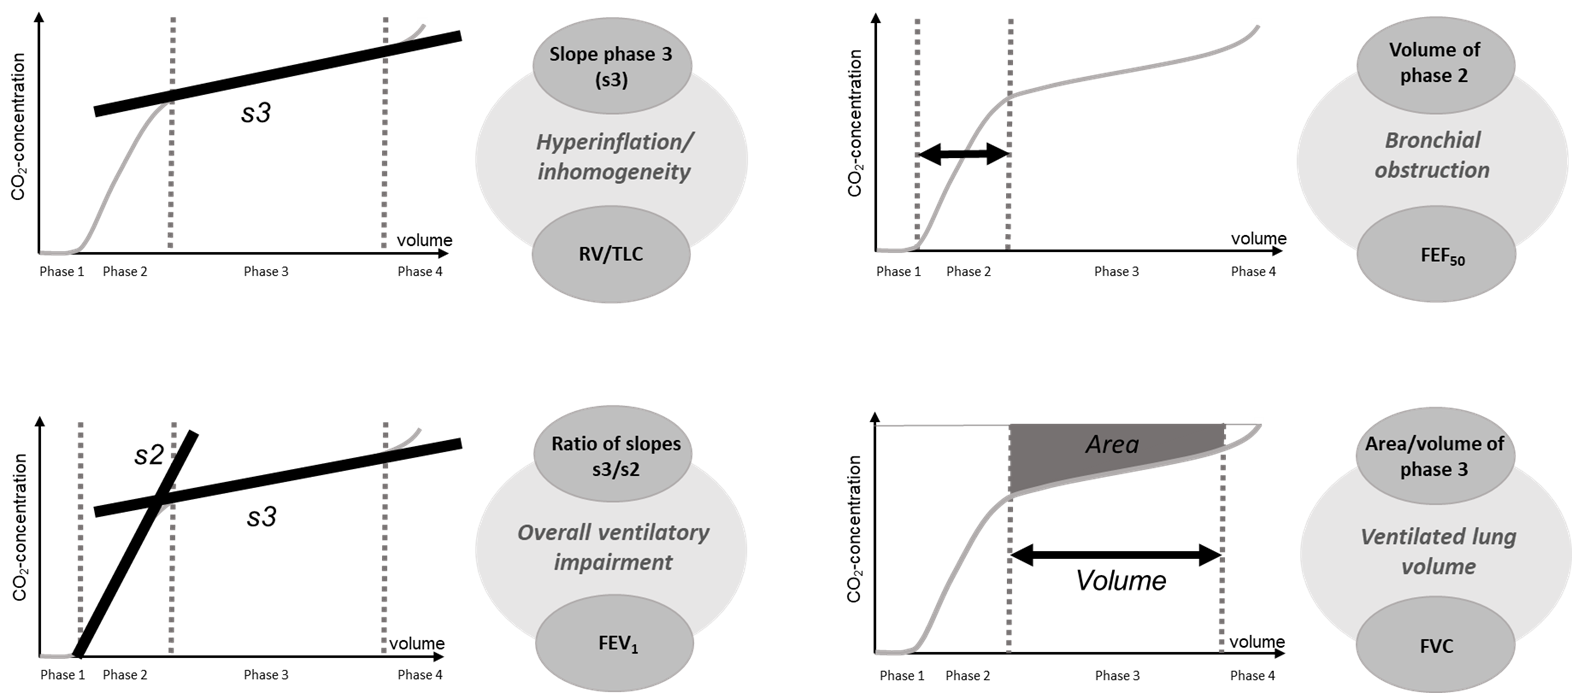 CO₂-concentration
s3
volume
Phase 1
Phase 2
Phase 3
Phase 4
Slope phase 3
(s3)
Hyperinflation/
inhomogeneity
RV/TLC
CO₂-concentration
volume
Phase 1
Phase 2
Phase 3
Phase 4
Volume of
phase 2
Bronchial
obstruction
FEF₅₀
CO₂-concentration
s2
s3
volume
Phase 1
Phase 2
Phase 3
Phase 4
Ratio of slopes
s3/s2
Overall ventilatory
impairment
FEV₁
CO₂-concentration
Area
Volume
volume
Phase 1
Phase 2
Phase 3
Phase 4
Area/volume of
phase 3
Ventilated lung
volume
FVC